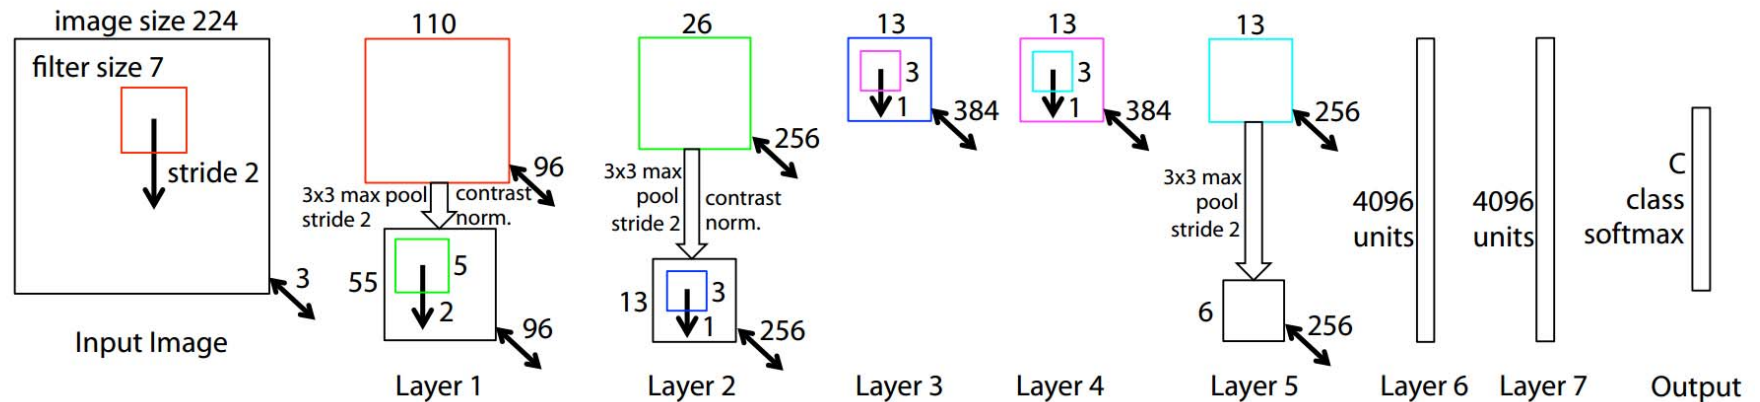 image size 224
filter size 7
stride 2
3
Input Image
110
96
3x3 max pool
stride 2
contrast
norm.
55
5
2
96
Layer 1
26
256
3x3 max
pool
stride 2
contrast
norm.
13
3
1
256
Layer 2
13
3
1
384
Layer 3
13
3
1
384
Layer 4
13
256
3x3 max
pool
stride 2
6
256
Layer 5
4096
units
Layer 6
4096
units
Layer 7
C
class
softmax
Output